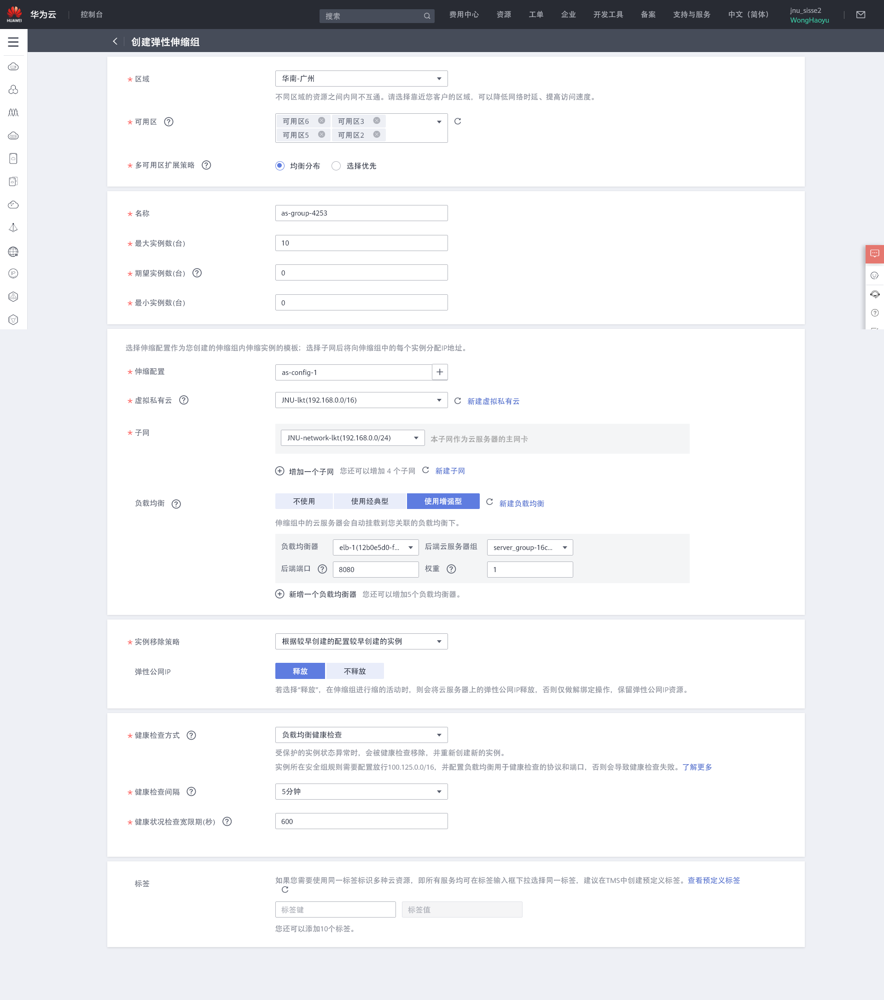 HUAWEI 华为云 控制台 搜索 费用中心 资源 工单 企业 开发工具 备案 支持与服务 中文（简体） jnu_sisse2
WongHaoyu
创建弹性伸缩组
* 区域 华南-广州
不同区域的资源之间内网不互通。请选择靠近您客户的区域，可以降低网络时延、提高访问速度。
* 可用区 ? 可用区6 可用区3
可用区5 可用区2
* 多可用区扩展策略 ? 均衡分布 选择优先
* 名称 as-group-4253
* 最大实例数(台) 10
* 期望实例数(台) ? 0
* 最小实例数(台) 0
选择伸缩配置作为您创建的伸缩组内伸缩实例的模板；选择子网后将向伸缩组中的每个实例分配IP地址。
* 伸缩配置 as-config-1 +
* 虚拟私有云 ? JNU-lkt(192.168.0.0/16) 新建虚拟私有云
* 子网 JNU-network-lkt(192.168.0.0/24) 本子网作为云服务器的主网卡
增加一个子网 您还可以增加 4 个子网 新建子网
负载均衡 ? 不使用 使用经典型 使用增强型 新建负载均衡
伸缩组中的云服务器会自动挂载到您关联的负载均衡下。
负载均衡器 elb-1(12b0e5d0-f... 后端云服务器组 server_group-16c...
后端端口 ? 8080 权重 ? 1
新增一个负载均衡器 您还可以增加5个负载均衡器。
* 实例移除策略 根据较早创建的配置较早创建的实例
弹性公网IP 释放 不释放
若选择“释放”，在伸缩组进行缩的活动时，则会将云服务器上的弹性公网IP释放，否则仅做解绑定操作，保留弹性公网IP资源。
* 健康检查方式 ? 负载均衡健康检查
受保护的实例状态异常时，会被健康检查移除，并重新创建新的实例。
实例所在安全组规则需要配置放行100.125.0.0/16，并配置负载均衡用于健康检查的协议和端口，否则会导致健康检查失败。了解更多
* 健康检查间隔 ? 5分钟
* 健康状况检查宽限期(秒) ? 600
标签 如果您需要使用同一标签标识多种云资源，即所有服务均可在标签输入框下拉选择同一标签，建议在TMS中创建预定义标签。查看预定义标签
标签键 标签值
您还可以添加10个标签。